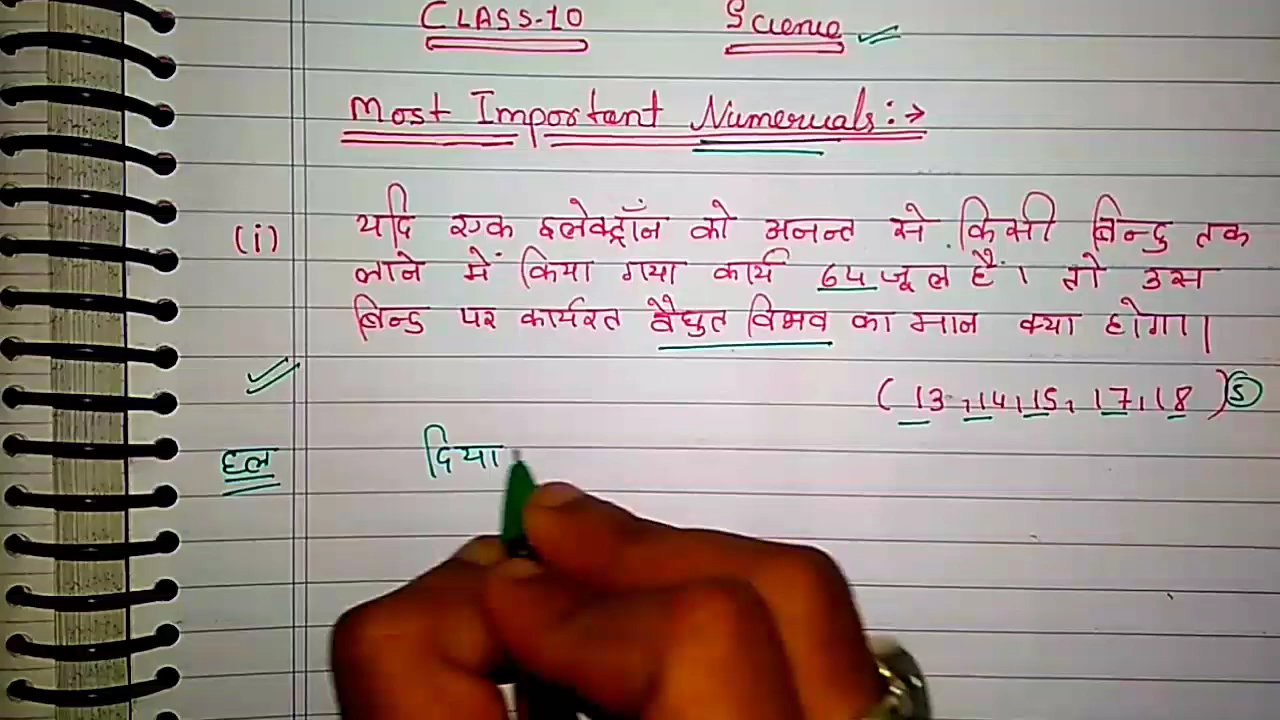 CLASS-10 Science
Most Important Numericals:→
(i) यदि एक इलेक्ट्रॉन को अनन्त से किसी बिन्दु तक
लाने में किया गया कार्य 64 जूल है। तो उस
बिन्दु पर कार्यरत वैधुत विभव का मान क्या होगा।
(13, 14, 15, 17, 18) 5
हल दिया